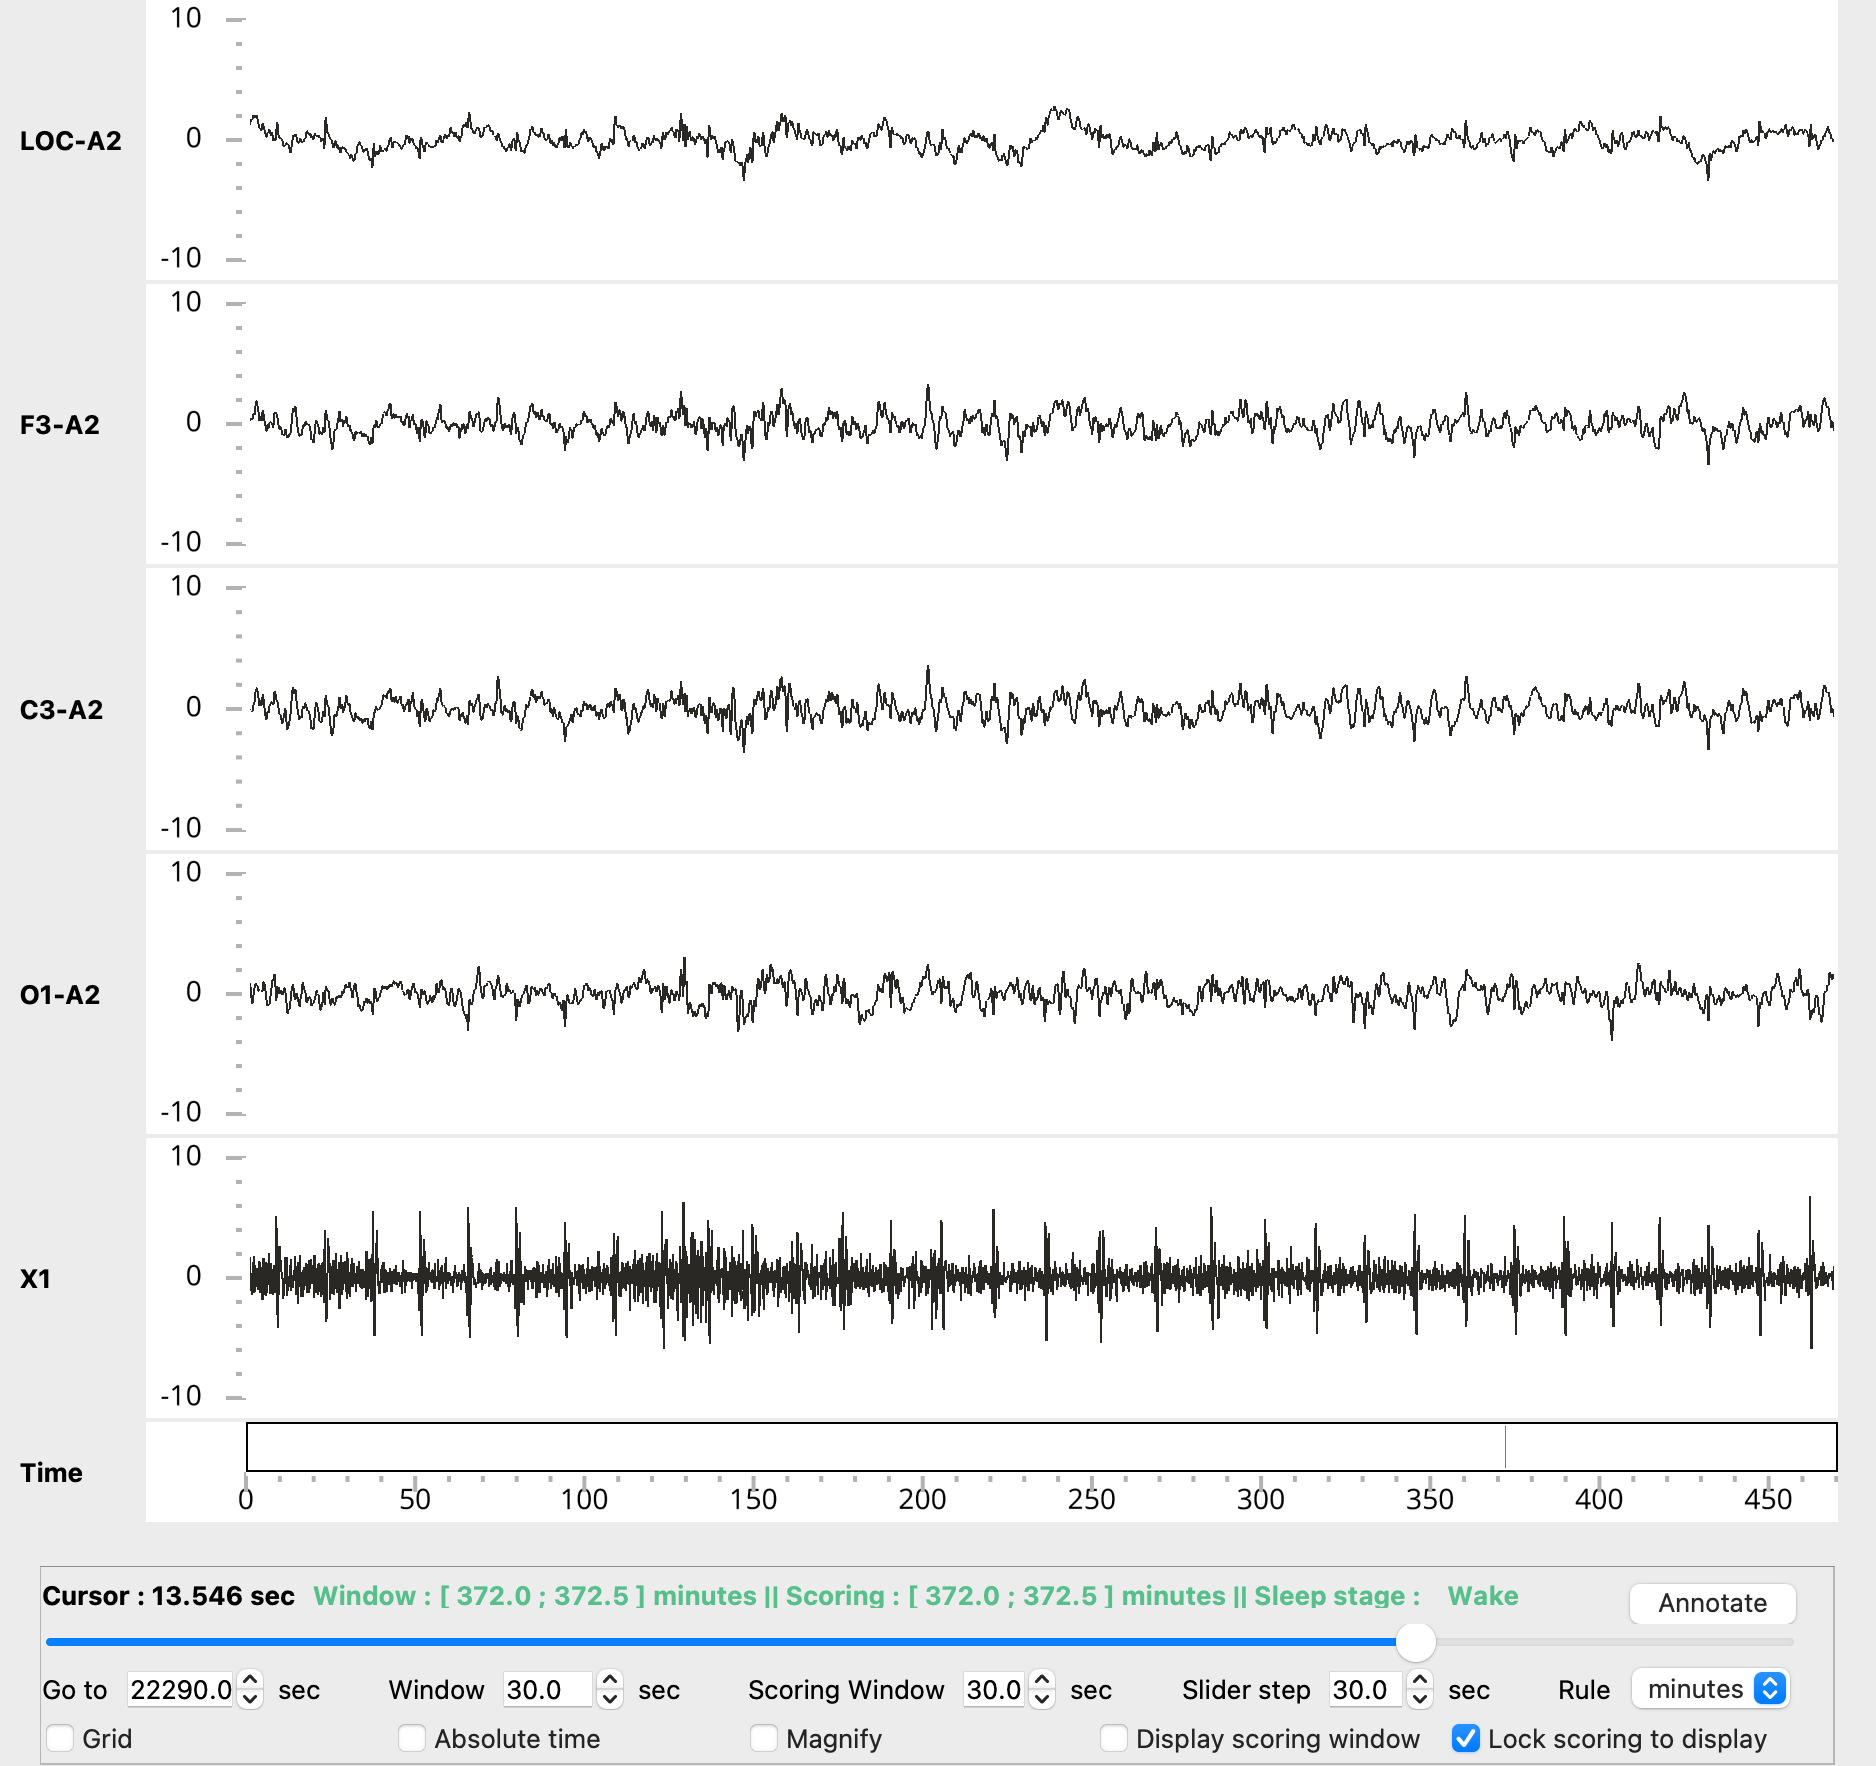 10
LOC-A2
0
-10
10
F3-A2
0
-10
10
C3-A2
0
-10
10
O1-A2
0
-10
10
X1
0
-10
Time
0 50 100 150 200 250 300 350 400 450
Cursor : 13.546 sec Window : [ 372.0 ; 372.5 ] minutes || Scoring : [ 372.0 ; 372.5 ] minutes || Sleep stage : Wake Annotate
Go to 22290.0 sec Window 30.0 sec Scoring Window 30.0 sec Slider step 30.0 sec Rule minutes
Grid Absolute time Magnify Display scoring window Lock scoring to display